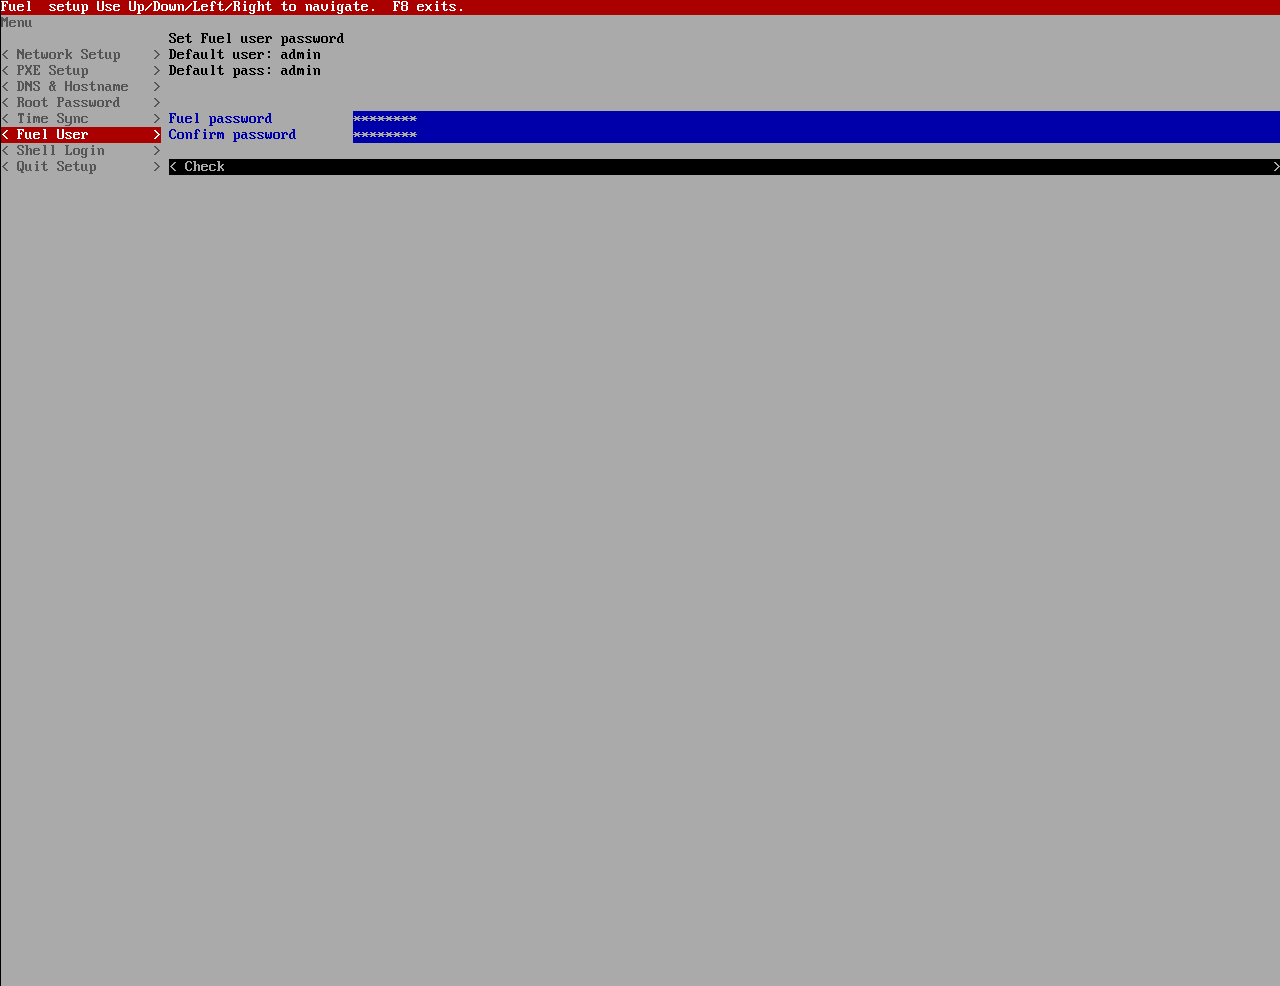 Fuel  setup Use Up/Down/Left/Right to navigate.  F8 exits.
Menu
< Network Setup    >
< PXE Setup        >
< DNS & Hostname   >
< Root Password    >
< Time Sync        >
< Fuel User        >
< Shell Login      >
< Quit Setup       >
Set Fuel user password
Default user: admin
Default pass: admin
Fuel password          ********
Confirm password       ********
< Check >